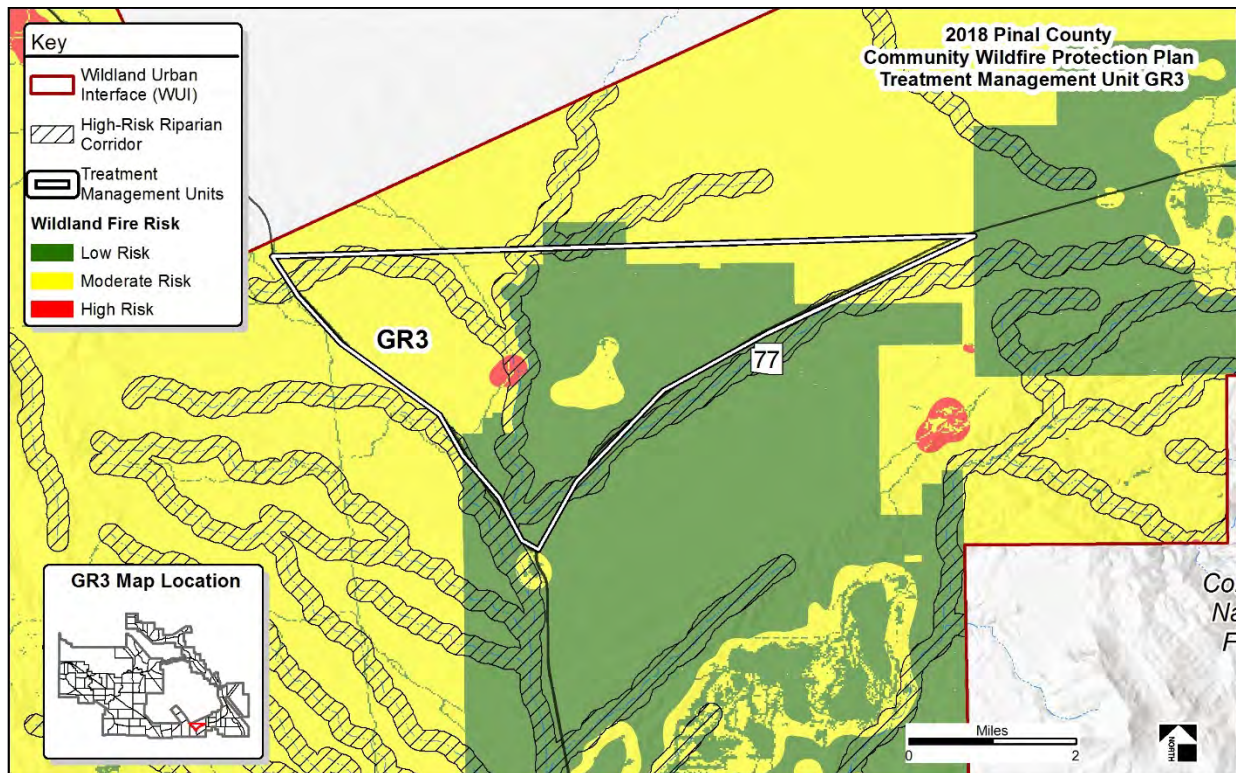 Key
Wildland Urban
Interface (WUI)
High-Risk Riparian
Corridor
Treatment
Management Units
Wildland Fire Risk
Low Risk
Moderate Risk
High Risk
2018 Pinal County
Community Wildfire Protection Plan
Treatment Management Unit GR3
GR3
77
GR3 Map Location
Co
Na
F
Miles
0
2
NORTH